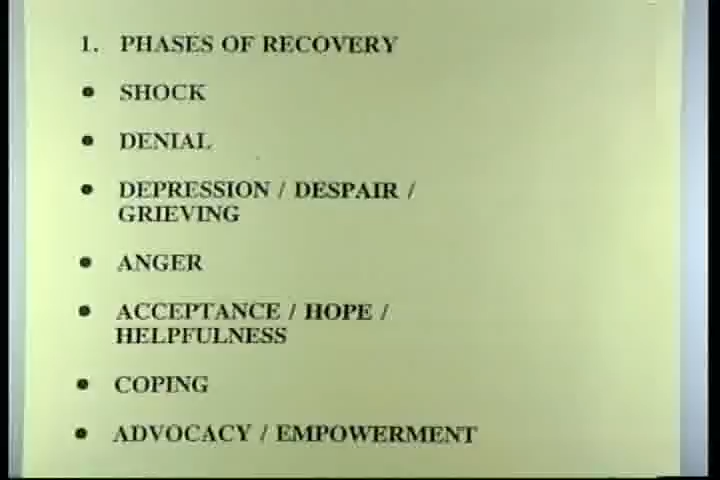 1. PHASES OF RECOVERY
• SHOCK
• DENIAL
• DEPRESSION / DESPAIR /
GRIEVING
• ANGER
• ACCEPTANCE / HOPE /
HELPFULNESS
• COPING
• ADVOCACY / EMPOWERMENT